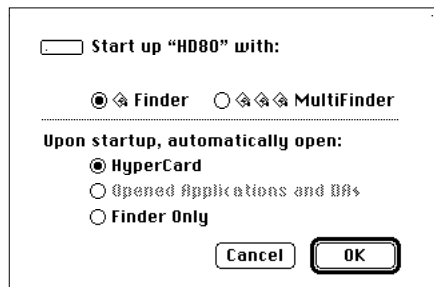 Start up “HD80” with:
Finder MultiFinder
Upon startup, automatically open:
HyperCard
Opened Applications and DAs
Finder Only
Cancel OK